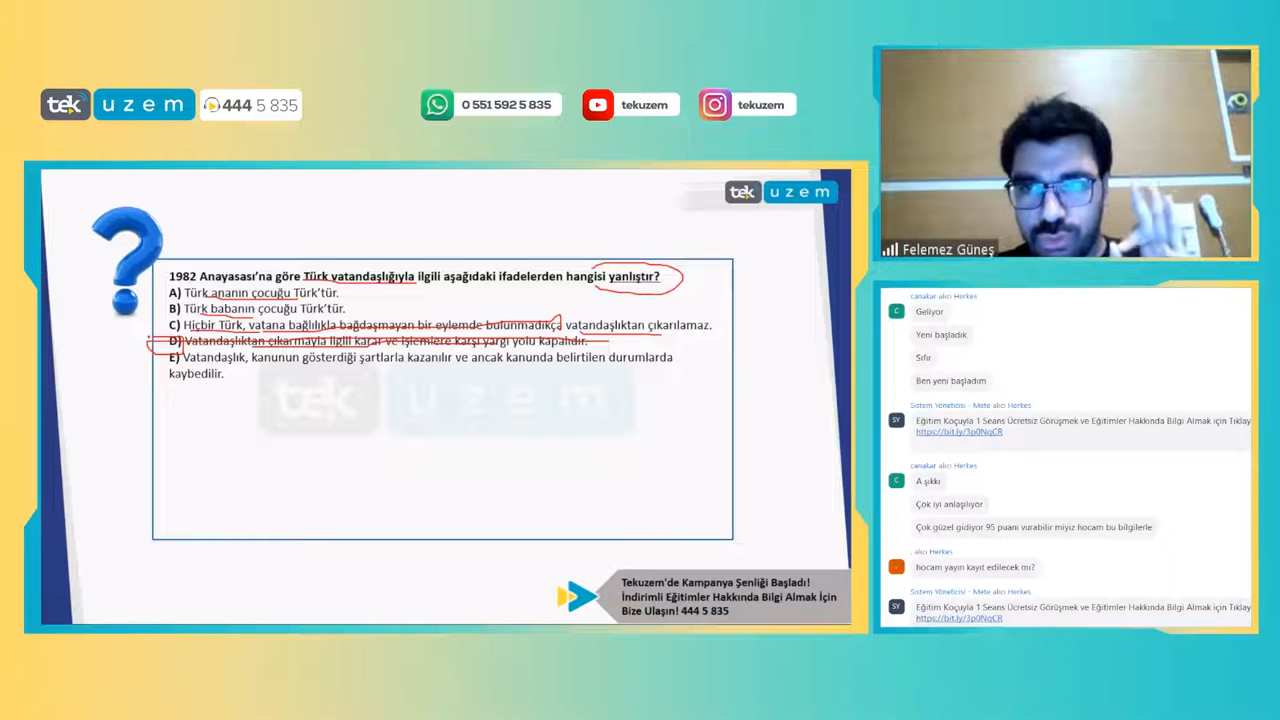 tek uzem
444 5 835
0 551 592 5 835
tekuzem
tekuzem
tek uzem
1982 Anayasası'na göre Türk vatandaşlığıyla ilgili aşağıdaki ifadelerden hangisi yanlıştır?
A) Türk ananın çocuğu Türk'tür.
B) Türk babanın çocuğu Türk'tür.
C) Hiçbir Türk, vatana bağlılıkla bağdaşmayan bir eylemde bulunmadıkça vatandaşlıktan çıkarılamaz.
D) Vatandaşlıktan çıkarmayla ilgili karar ve işlemlere karşı yargı yolu kapalıdır.
E) Vatandaşlık, kanunun gösterdiği şartlarla kazanılır ve ancak kanunda belirtilen durumlarda
kaybedilir.
tek uzem
Tekuzem'de Kampanya Şenliği Başladı!
İndirimli Eğitimler Hakkında Bilgi Almak İçin
Bize Ulaşın! 444 5 835
Felemez Güneş
canakar alıcı Herkes
C
Geliyor
Yeni başladık
Sıfır
Ben yeni başladım
Sistem Yöneticisi - Mete alıcı Herkes
SY
Eğitim Koçuyla 1 Seans Ücretsiz Görüşmek ve Eğitimler Hakkında Bilgi Almak için Tıklay
https://bit.ly/3p0NqCR
canakar alıcı Herkes
C
A şıkkı
Çok iyi anlaşılıyor
Çok güzel gidiyor 95 puanı vurabilir miyiz hocam bu bilgilerle
. alıcı Herkes
.
hocam yayın kayıt edilecek mı?
Sistem Yöneticisi - Mete alıcı Herkes
SY
Eğitim Koçuyla 1 Seans Ücretsiz Görüşmek ve Eğitimler Hakkında Bilgi Almak için Tıklay
https://bit.ly/3p0NqCR